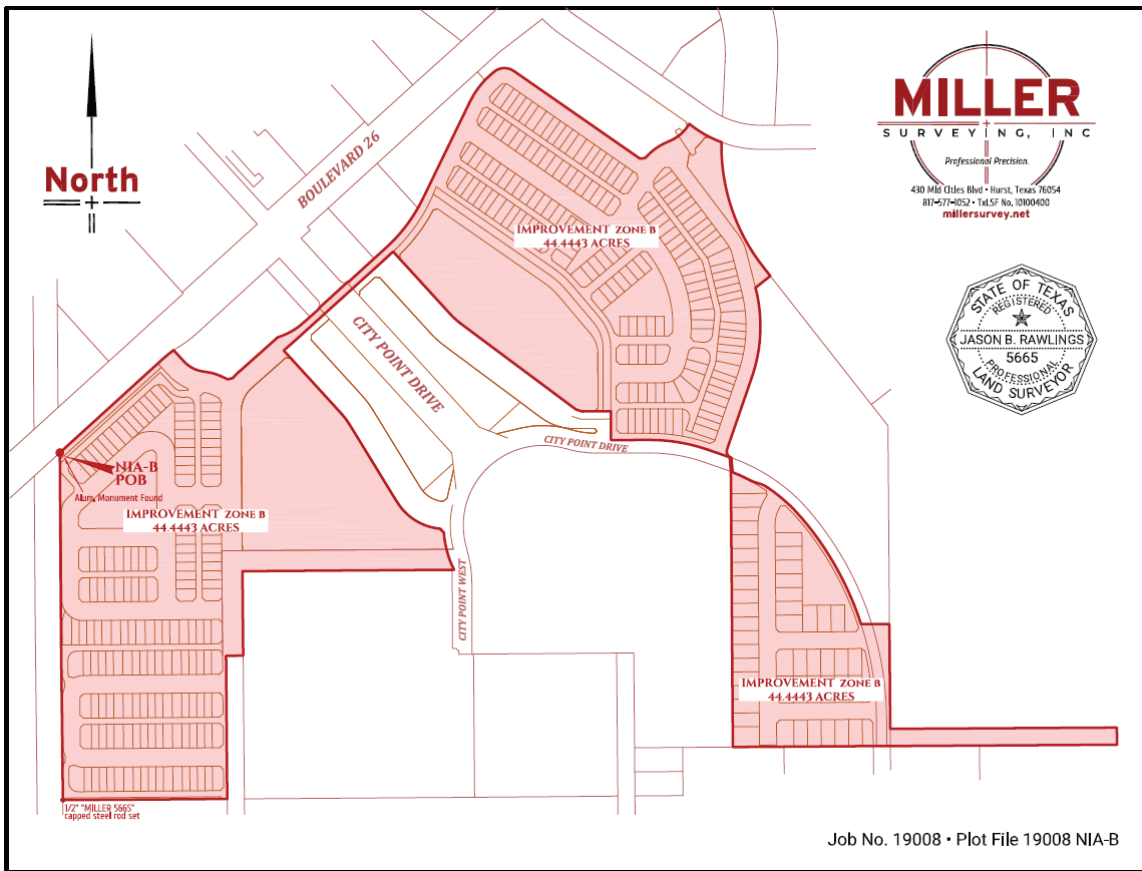 North
BOULEVARD 26
MILLER
SURVEYING, INC
Professional Precision.
430 Mid Cities Blvd • Hurst, Texas 76054
817-577-1052 • TxLSF No. 10100400
millersurvey.net
STATE OF TEXAS
REGISTERED
JASON B. RAWLINGS
5665
PROFESSIONAL
LAND SURVEYOR
IMPROVEMENT ZONE B
44.4443 ACRES
CITY POINT DRIVE
CITY POINT DRIVE
NIA-B
POB
Alum. Monument Found
IMPROVEMENT ZONE B
44.4443 ACRES
CITY POINT WEST
IMPROVEMENT ZONE B
44.4443 ACRES
1/2" "MILLER 5665"
capped steel rod set
Job No. 19008 • Plot File 19008 NIA-B